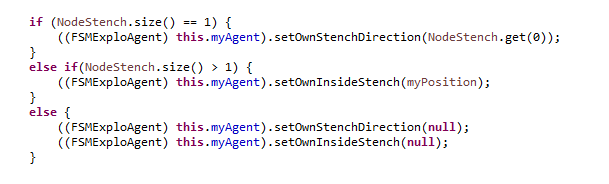 if (NodeStench.size() == 1) {
    ((FSMExploAgent) this.myAgent).setOwnStenchDirection(NodeStench.get(0));
}
else if(NodeStench.size() > 1) {
    ((FSMExploAgent) this.myAgent).setOwnInsideStench(myPosition);
}
else {
    ((FSMExploAgent) this.myAgent).setOwnStenchDirection(null);
    ((FSMExploAgent) this.myAgent).setOwnInsideStench(null);
}